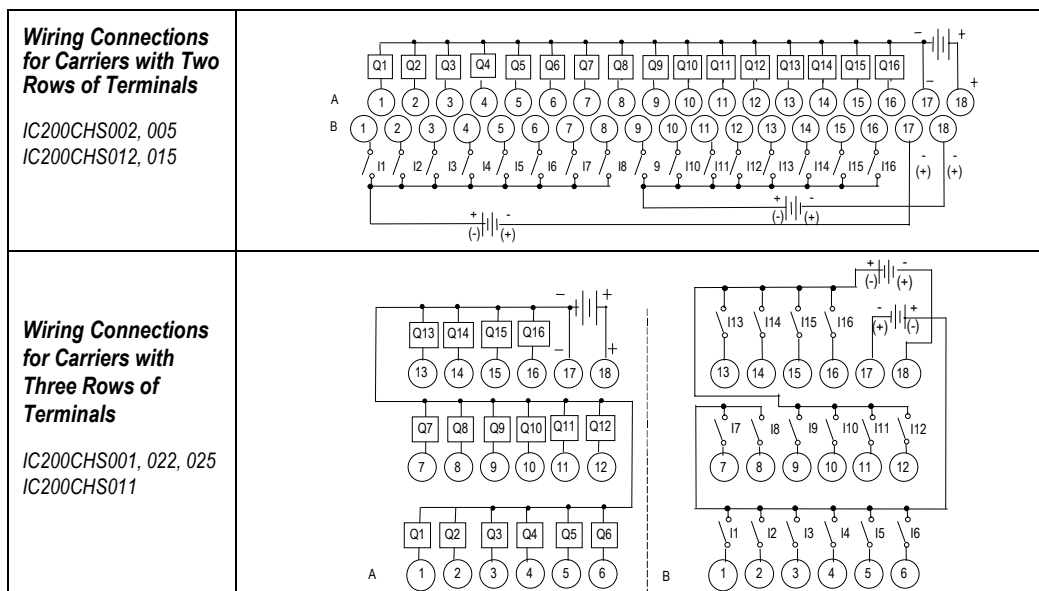 Wiring Connections
for Carriers with Two
Rows of Terminals
IC200CHS002, 005
IC200CHS012, 015
- +
Q1 Q2 Q3 Q4 Q5 Q6 Q7 Q8 Q9 Q10 Q11 Q12 Q13 Q14 Q15 Q16
- +
A 1 2 3 4 5 6 7 8 9 10 11 12 13 14 15 16 17 18
B 1 2 3 4 5 6 7 8 9 10 11 12 13 14 15 16 17 18
I1 I2 I3 I4 I5 I6 I7 I8 9 I10 I11 I12 I13 I14 I15 I16
- -
(+) (+)
+ -
(-) (+)
+ -
(-) (+)
Wiring Connections
for Carriers with
Three Rows of
Terminals
IC200CHS001, 022, 025
IC200CHS011
- +
Q13 Q14 Q15 Q16
- +
13 14 15 16 17 18
Q7 Q8 Q9 Q10 Q11 Q12
7 8 9 10 11 12
Q1 Q2 Q3 Q4 Q5 Q6
A 1 2 3 4 5 6
+ -
(-) (+)
- +
(+) (-)
I13 I14 I15 I16
13 14 15 16 17 18
I7 I8 I9 I10 I11 I12
7 8 9 10 11 12
I1 I2 I3 I4 I5 I6
B 1 2 3 4 5 6